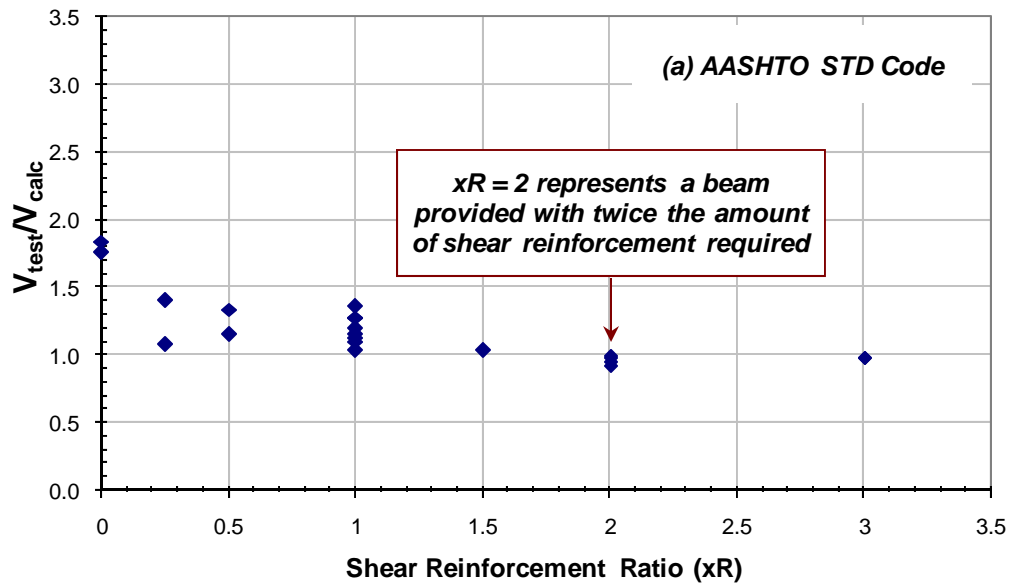 3.5
3.0
2.5
2.0
1.5
1.0
0.5
0.0
Vtest/Vcalc
(a) AASHTO STD Code
xR = 2 represents a beam
provided with twice the amount
of shear reinforcement required
0 0.5 1 1.5 2 2.5 3 3.5
Shear Reinforcement Ratio (xR)